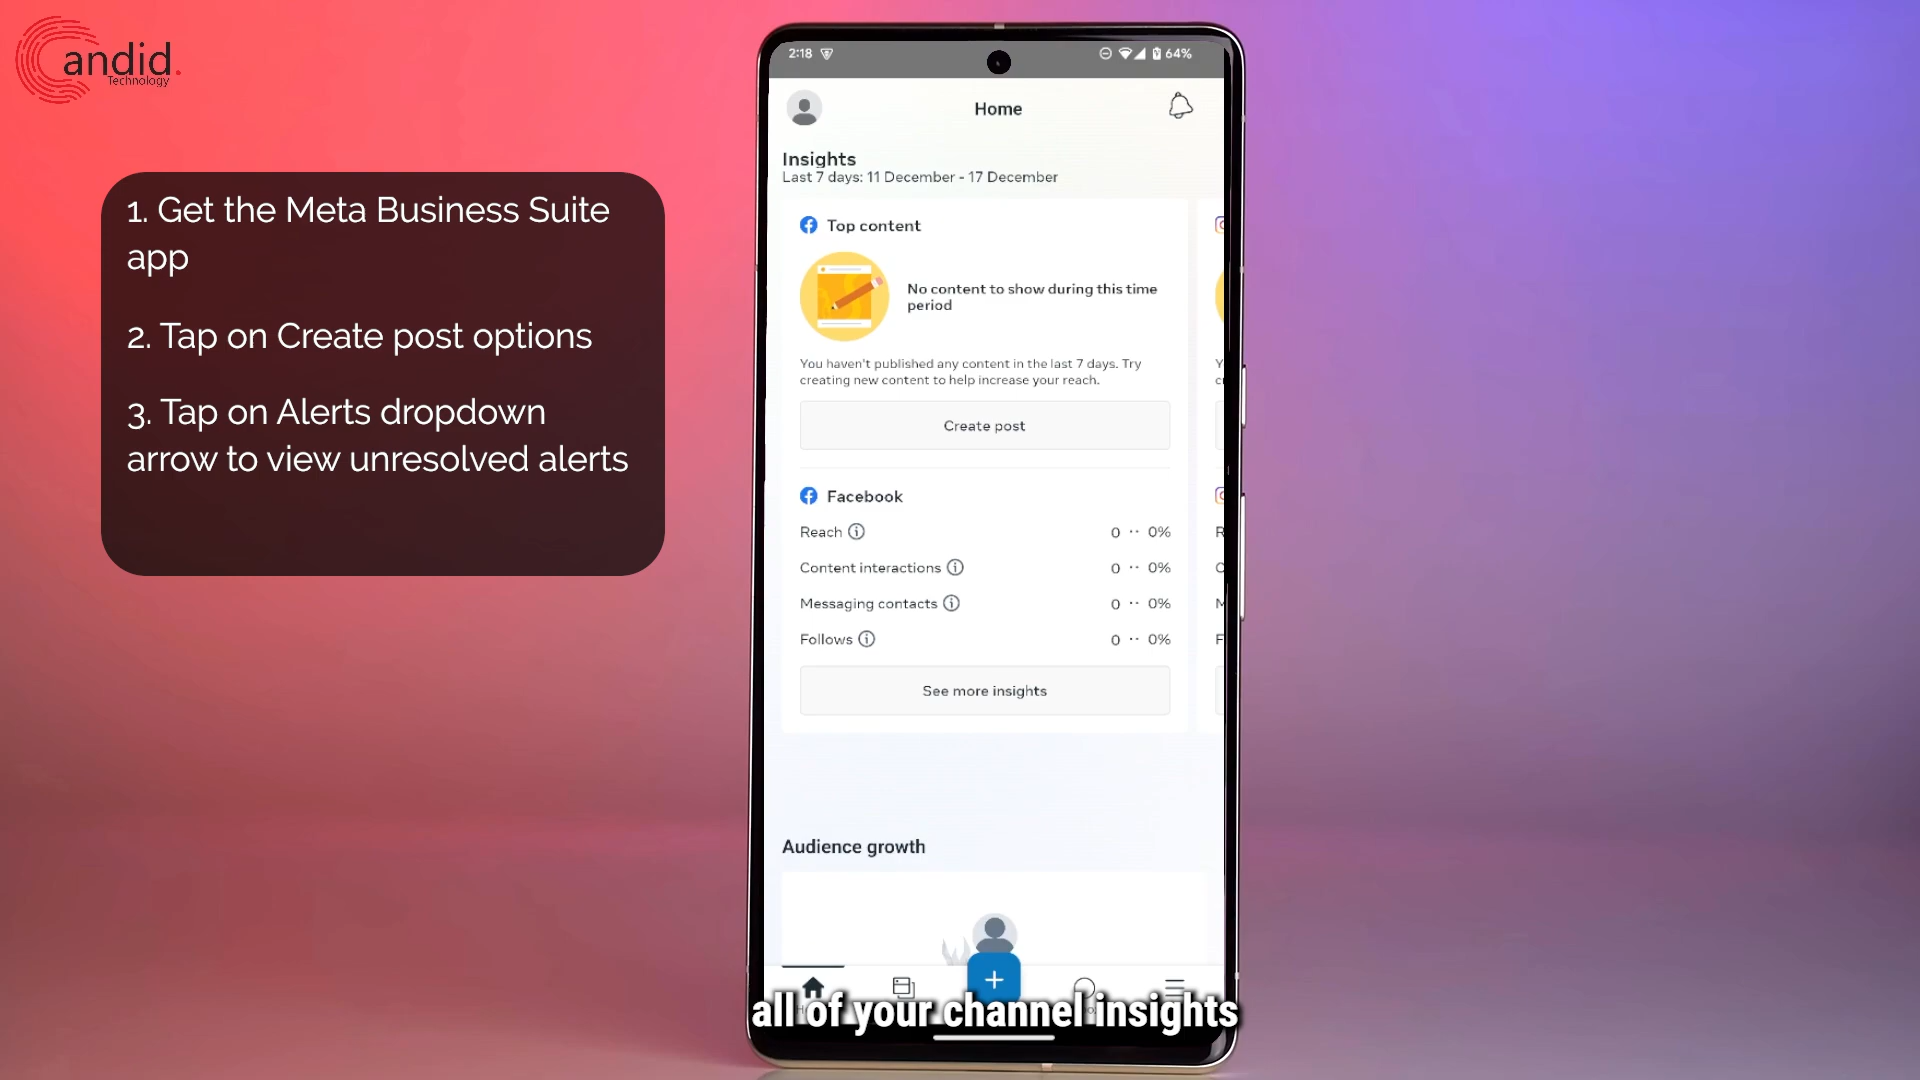 Candid.
Technology
1. Get the Meta Business Suite
app
2. Tap on Create post options
3. Tap on Alerts dropdown
arrow to view unresolved alerts
2:18
64%
Home
Insights
Last 7 days: 11 December - 17 December
Top content
No content to show during this time
period
You haven't published any content in the last 7 days. Try
creating new content to help increase your reach.
Create post
Facebook
Reach 0 -- 0%
Content interactions 0 -- 0%
Messaging contacts 0 -- 0%
Follows 0 -- 0%
See more insights
Audience growth
all of your channel insights